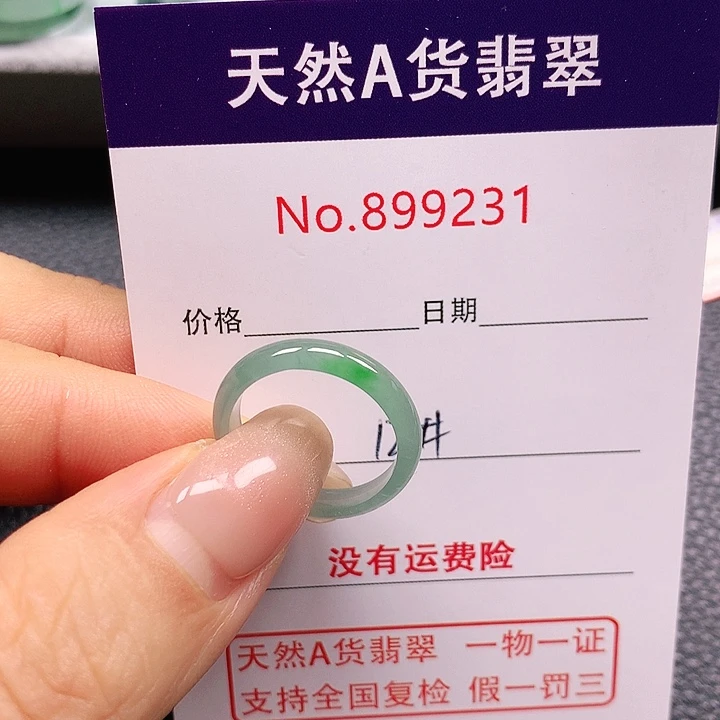 天然A货翡翠
No.899231
价格 日期
没有运费险
天然A货翡翠 一物一证
支持全国复检 假一罚三